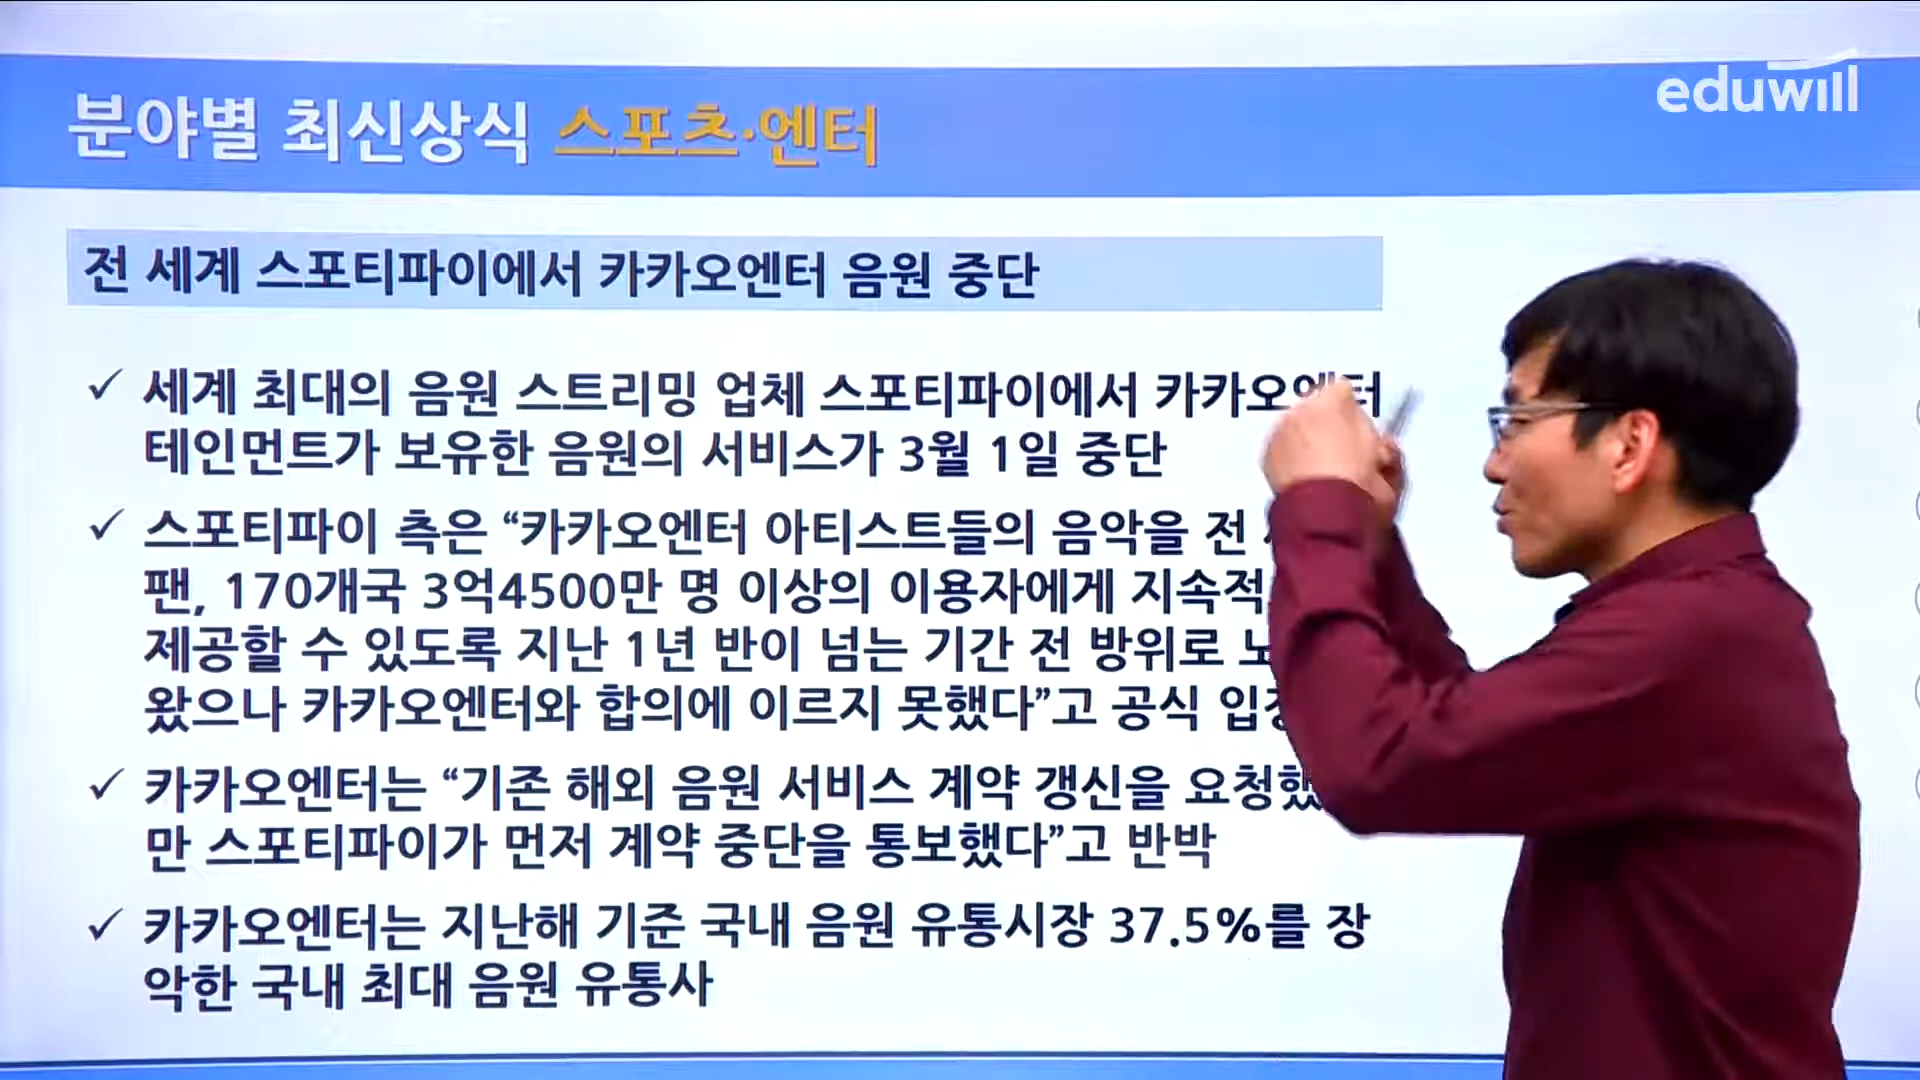 eduwill
분야별 최신상식 스포츠·엔터
전 세계 스포티파이에서 카카오엔터 음원 중단
✓ 세계 최대의 음원 스트리밍 업체 스포티파이에서 카카오엔터
테인먼트가 보유한 음원의 서비스가 3월 1일 중단
✓ 스포티파이 측은 “카카오엔터 아티스트들의 음악을 전
팬, 170개국 3억4500만 명 이상의 이용자에게 지속적
제공할 수 있도록 지난 1년 반이 넘는 기간 전 방위로
왔으나 카카오엔터와 합의에 이르지 못했다”고 공식
✓ 카카오엔터는 “기존 해외 음원 서비스 계약 갱신을 요청했
만 스포티파이가 먼저 계약 중단을 통보했다”고 반박
✓ 카카오엔터는 지난해 기준 국내 음원 유통시장 37.5%를 장
악한 국내 최대 음원 유통사